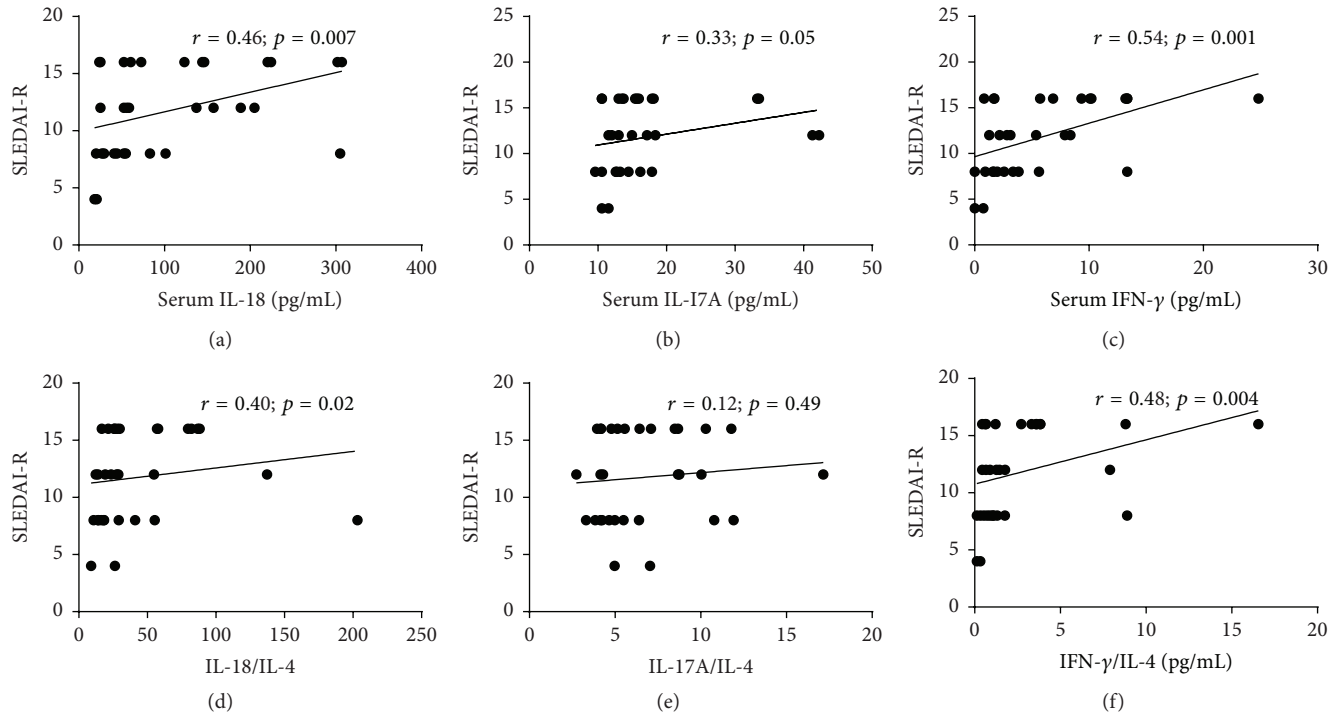 r = 0.46; p = 0.007
20
15
10
5
0
SLEDAI-R
0 100 200 300 400
Serum IL-18 (pg/mL)
(a)
r = 0.33; p = 0.05
25
20
15
10
5
0
SLEDAI-R
0 10 20 30 40 50
Serum IL-I7A (pg/mL)
(b)
r = 0.54; p = 0.001
25
20
15
10
5
0
SLEDAI-R
0 10 20 30
Serum IFN-γ (pg/mL)
(c)
r = 0.40; p = 0.02
20
15
10
5
0
SLEDAI-R
0 50 100 150 200 250
IL-18/IL-4
(d)
r = 0.12; p = 0.49
20
15
10
5
0
SLEDAI-R
0 5 10 15 20
IL-17A/IL-4
(e)
r = 0.48; p = 0.004
20
15
10
5
0
SLEDAI-R
0 5 10 15 20
IFN-γ/IL-4 (pg/mL)
(f)